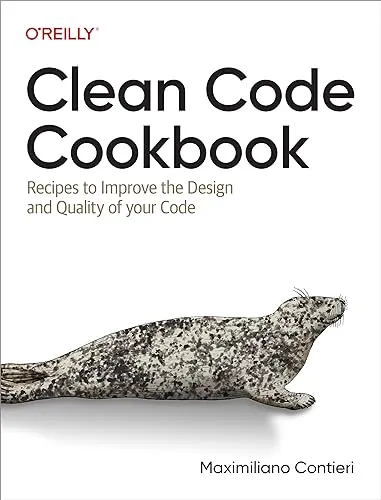 O'REILLY®
Clean Code
Cookbook
Recipes to Improve the Design
and Quality of your Code
Maximiliano Contieri